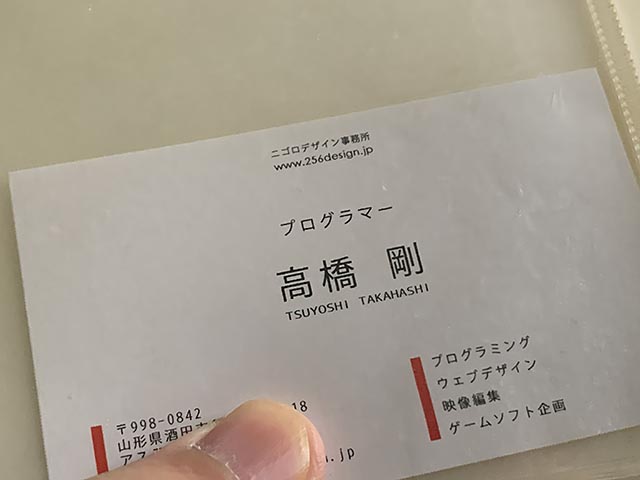 ニゴロデザイン事務所
www.256design.jp
プログラマー
高橋 剛
TSUYOSHI TAKAHASHI
プログラミング
ウェブデザイン
映像編集
ゲームソフト企画
〒998-0842
18
山形県酒田市
アス
.jp